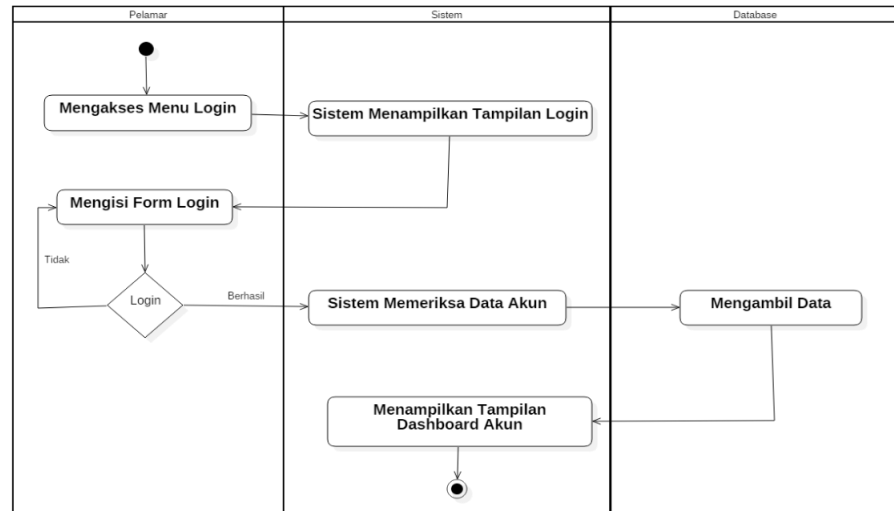 Pelamar
Sistem
Database
Mengakses Menu Login
Sistem Menampilkan Tampilan Login
Mengisi Form Login
Tidak
Login
Berhasil
Sistem Memeriksa Data Akun
Mengambil Data
Menampilkan Tampilan
Dashboard Akun